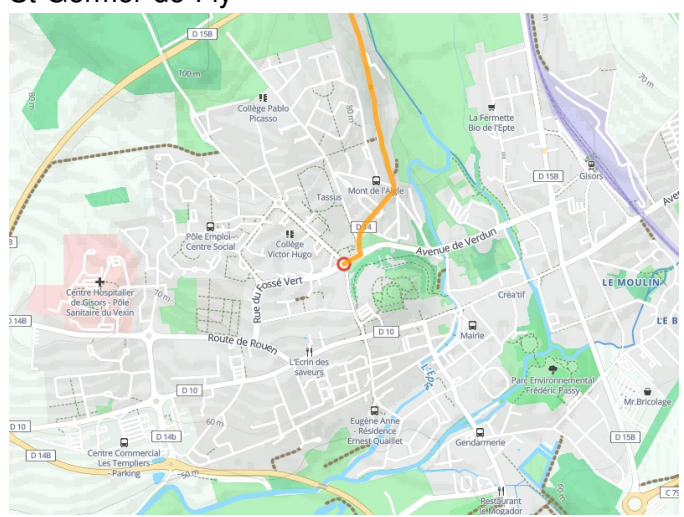 D 15B
100 m
80 m
Collège Pablo
Picasso
90 m
La Fermette
Bio de l'Epte
70 m
Mont de l'Aigle
Tassus
D 14
D 15B
Gisors
Pôle Emploi -
Centre Social
Collège
Victor Hugo
Avenue de Verdun
Rue du Fossé Vert
Centre Hospitalier
de Gisors - Pôle
Sanitaire du Vexin
70 m
Créa'tif
LE MOULIN
D 14B
D 10
Mairie
Route de Rouen
L'Ecrin des
saveurs
D 10
Parc Environnemental
Frédéric Passy
Mr.Bricolage
60 m
Eugène Anne
- Résidence
Ernest Quaillet
D 10
D 14b
D 14B
Centre Commercial
Les Templiers
- Parking
50 m
Gendarmerie
D 15B
Restaurant
le Mogador
60 m